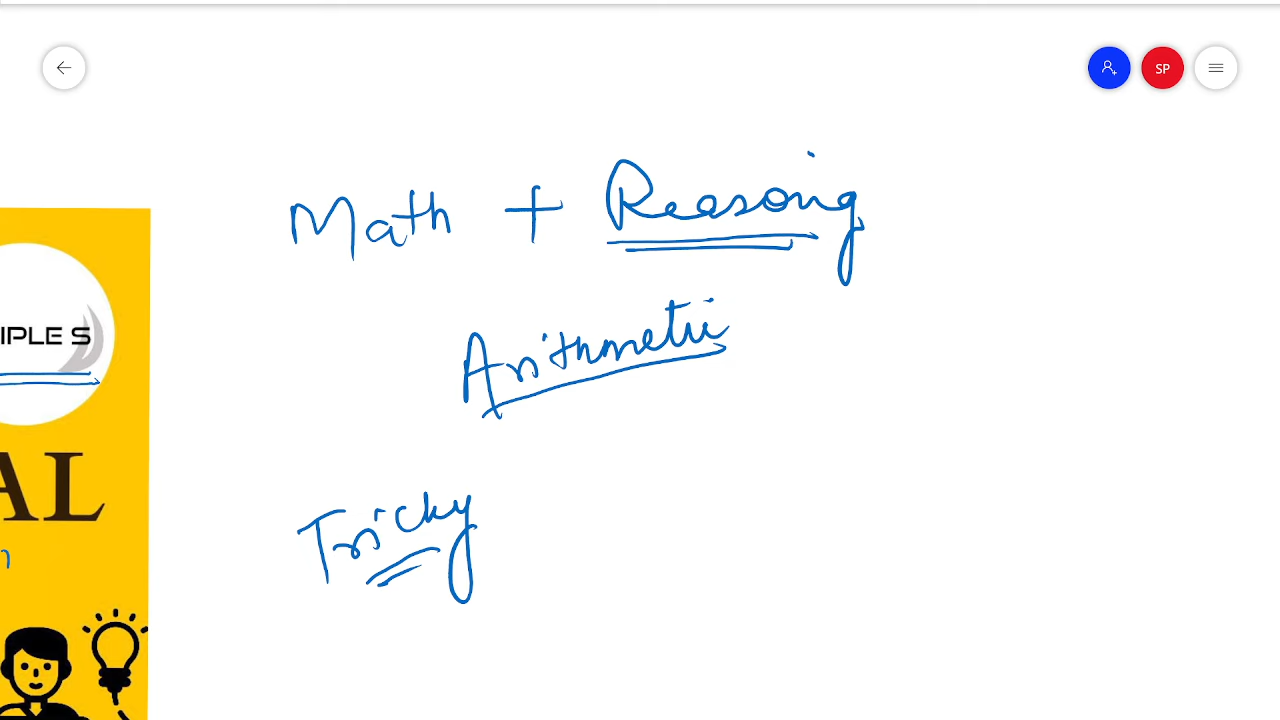 SP
Math + Reasonig
IPLE S
Arithmetic
AL
Tricky